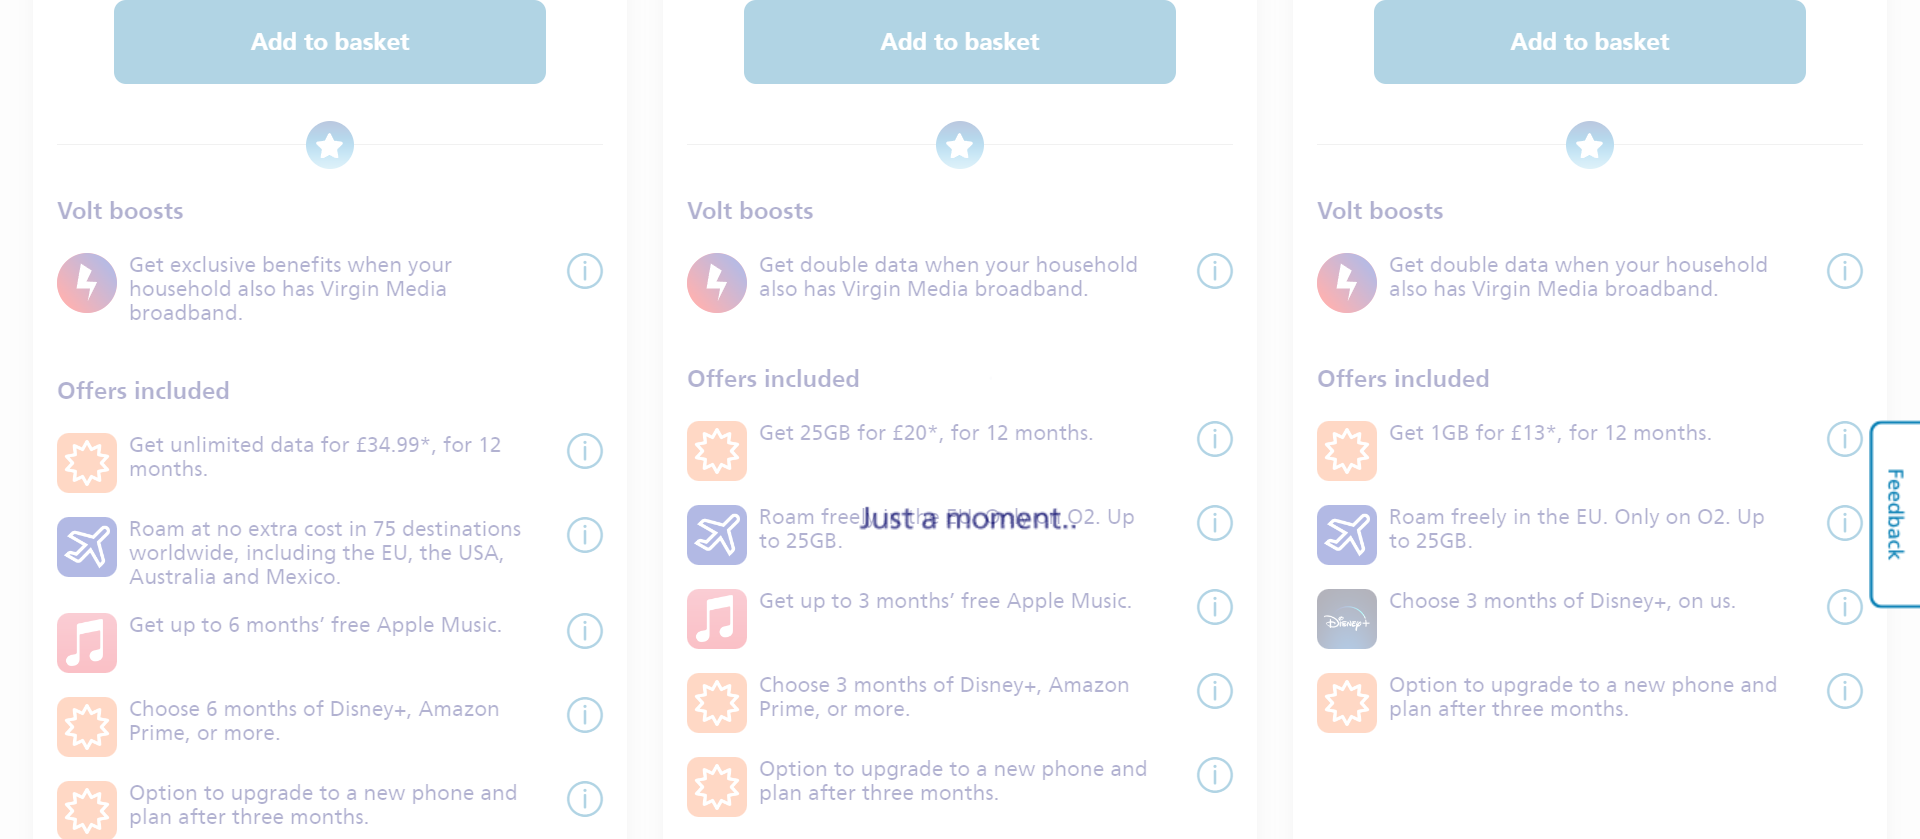 Add to basket
Volt boosts
Get exclusive benefits when your
household also has Virgin Media
broadband.
Offers included
Get unlimited data for £34.99*, for 12
months.
Roam at no extra cost in 75 destinations
worldwide, including the EU, the USA,
Australia and Mexico.
Get up to 6 months’ free Apple Music.
Choose 6 months of Disney+, Amazon
Prime, or more.
Option to upgrade to a new phone and
plan after three months.
Add to basket
Volt boosts
Get double data when your household
also has Virgin Media broadband.
Offers included
Get 25GB for £20*, for 12 months.
Roam freely in the EU. Only on O2. Up
to 25GB.
Just a moment..
Get up to 3 months’ free Apple Music.
Choose 3 months of Disney+, Amazon
Prime, or more.
Option to upgrade to a new phone and
plan after three months.
Add to basket
Volt boosts
Get double data when your household
also has Virgin Media broadband.
Offers included
Get 1GB for £13*, for 12 months.
Roam freely in the EU. Only on O2. Up
to 25GB.
Disney+
Choose 3 months of Disney+, on us.
Option to upgrade to a new phone and
plan after three months.
Feedback